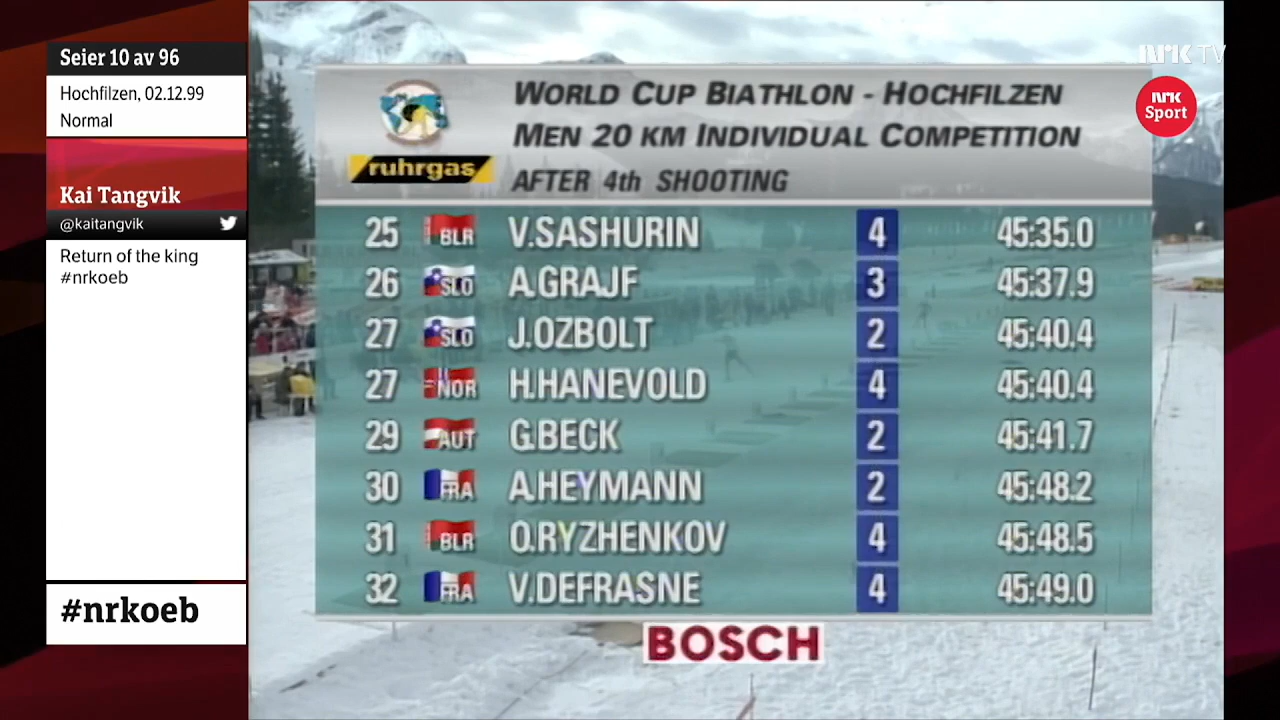 Seier 10 av 96
Hochfilzen, 02.12.99
Normal
Kai Tangvik
@kaitangvik
Return of the king
#nrkoeb
#nrkoeb
NRK TV
NRK
Sport
WORLD CUP BIATHLON - HOCHFILZEN
MEN 20 KM INDIVIDUAL COMPETITION
ruhrgas
AFTER 4th SHOOTING
25 BLR V.SASHURIN 4 45:35.0
26 SLO A.GRAJF 3 45:37.9
27 SLO J.OZBOLT 2 45:40.4
27 NOR H.HANEVOLD 4 45:40.4
29 AUT G.BECK 2 45:41.7
30 FRA A.HEYMANN 2 45:48.2
31 BLR O.RYZHENKOV 4 45:48.5
32 FRA V.DEFRASNE 4 45:49.0
BOSCH